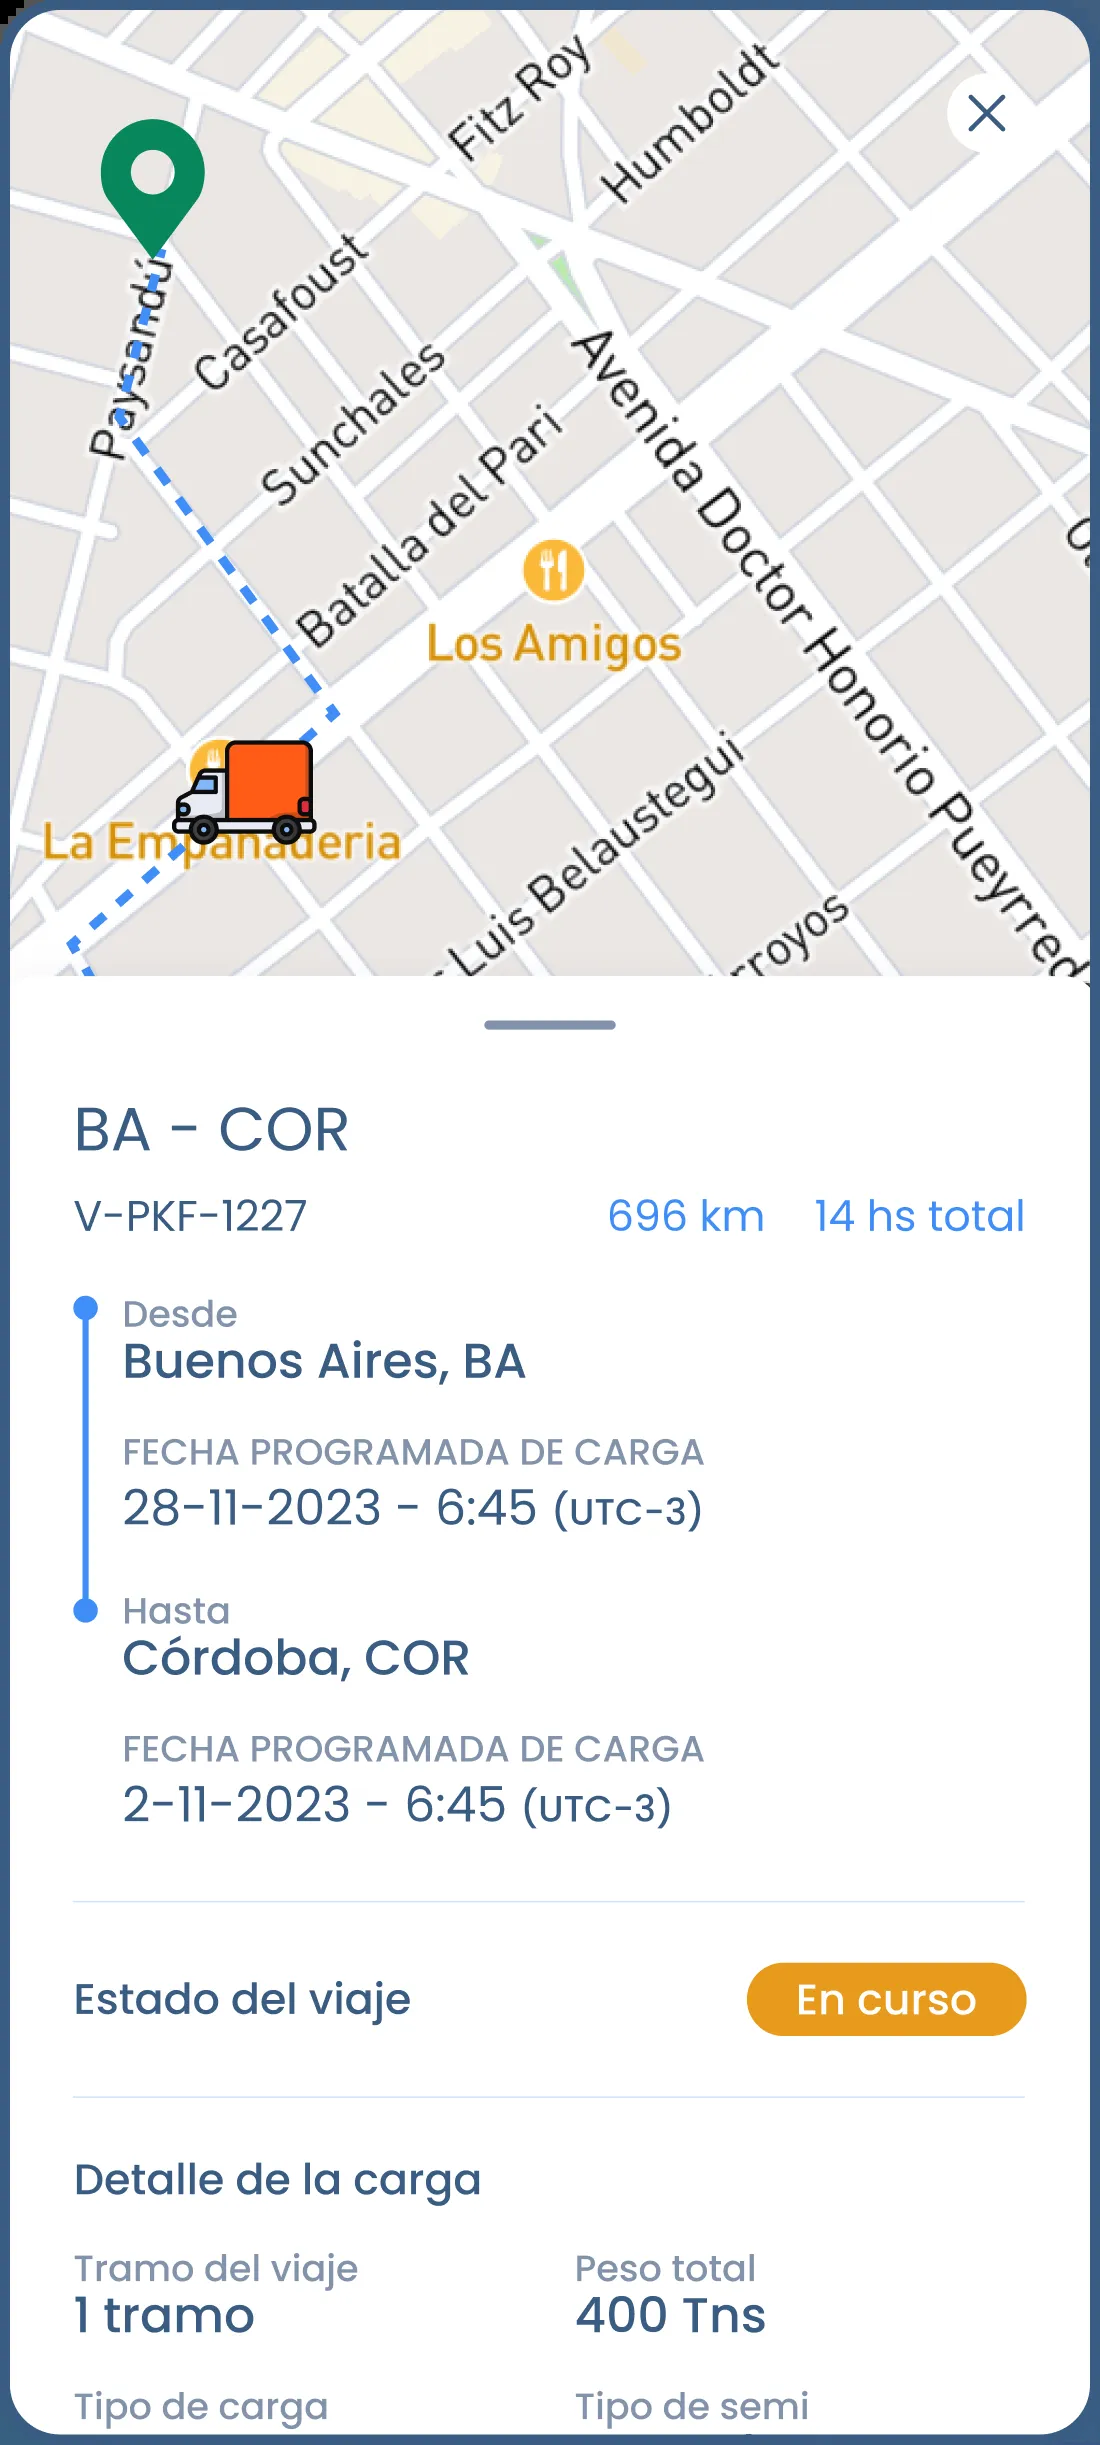 Fitz Roy
Humboldt
Paysandú
Casafoust
Sunchales
Batalla del Pari
Avenida Doctor Honorio Pueyrred
Los Amigos
La Empanaderia
Luis Belaustegui
rroyos
BA - COR
V-PKF-1227 696 km 14 hs total
Desde
Buenos Aires, BA
FECHA PROGRAMADA DE CARGA
28-11-2023 - 6:45 (UTC-3)
Hasta
Córdoba, COR
FECHA PROGRAMADA DE CARGA
2-11-2023 - 6:45 (UTC-3)
Estado del viaje En curso
Detalle de la carga
Tramo del viaje Peso total
1 tramo 400 Tns
Tipo de carga Tipo de semi